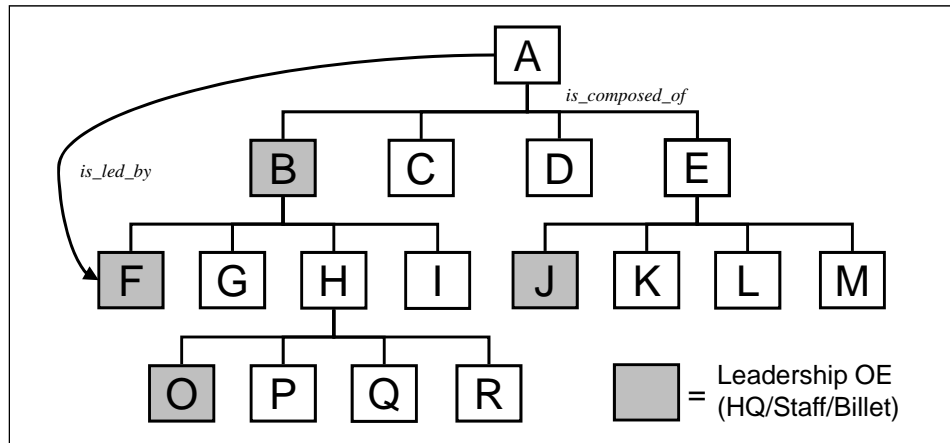 A
is_composed_of
B C D E
is_led_by
F G H I J K L M
O P Q R
= Leadership OE
(HQ/Staff/Billet)